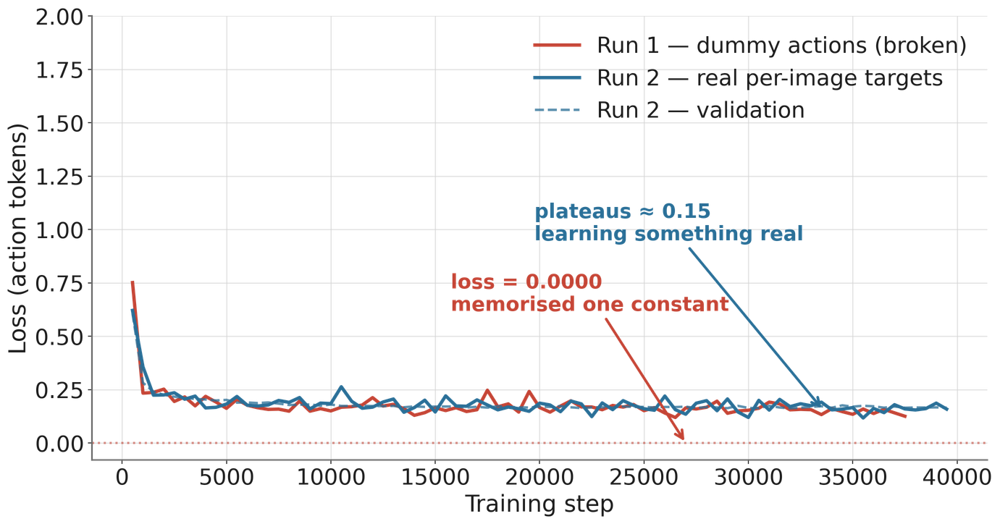 2.00
1.75
1.50
1.25
1.00
0.75
0.50
0.25
0.00
Loss (action tokens)
Run 1 — dummy actions (broken)
Run 2 — real per-image targets
Run 2 — validation
plateaus ≈ 0.15
learning something real
loss = 0.0000
memorised one constant
0 5000 10000 15000 20000 25000 30000 35000 40000
Training step